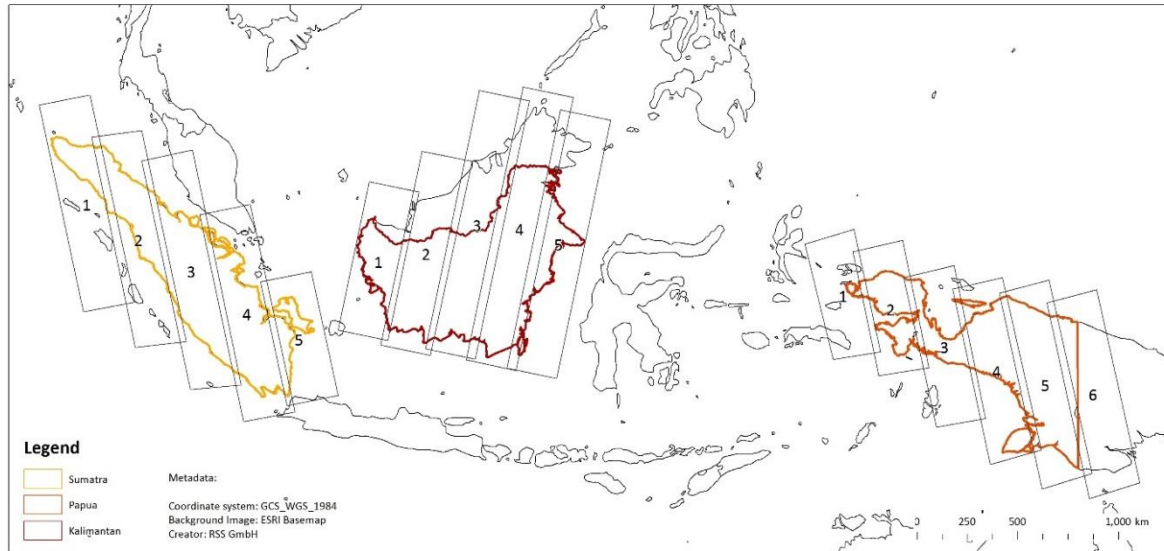 1
2
3
4
5
1
2
3
4
5
1
2
3
4
5
6
Legend
Sumatra
Papua
Kalimantan
Metadata:
Coordinate system: GCS_WGS_1984
Background Image: ESRI Basemap
Creator: RSS GmbH
0 250 500 1,000 km